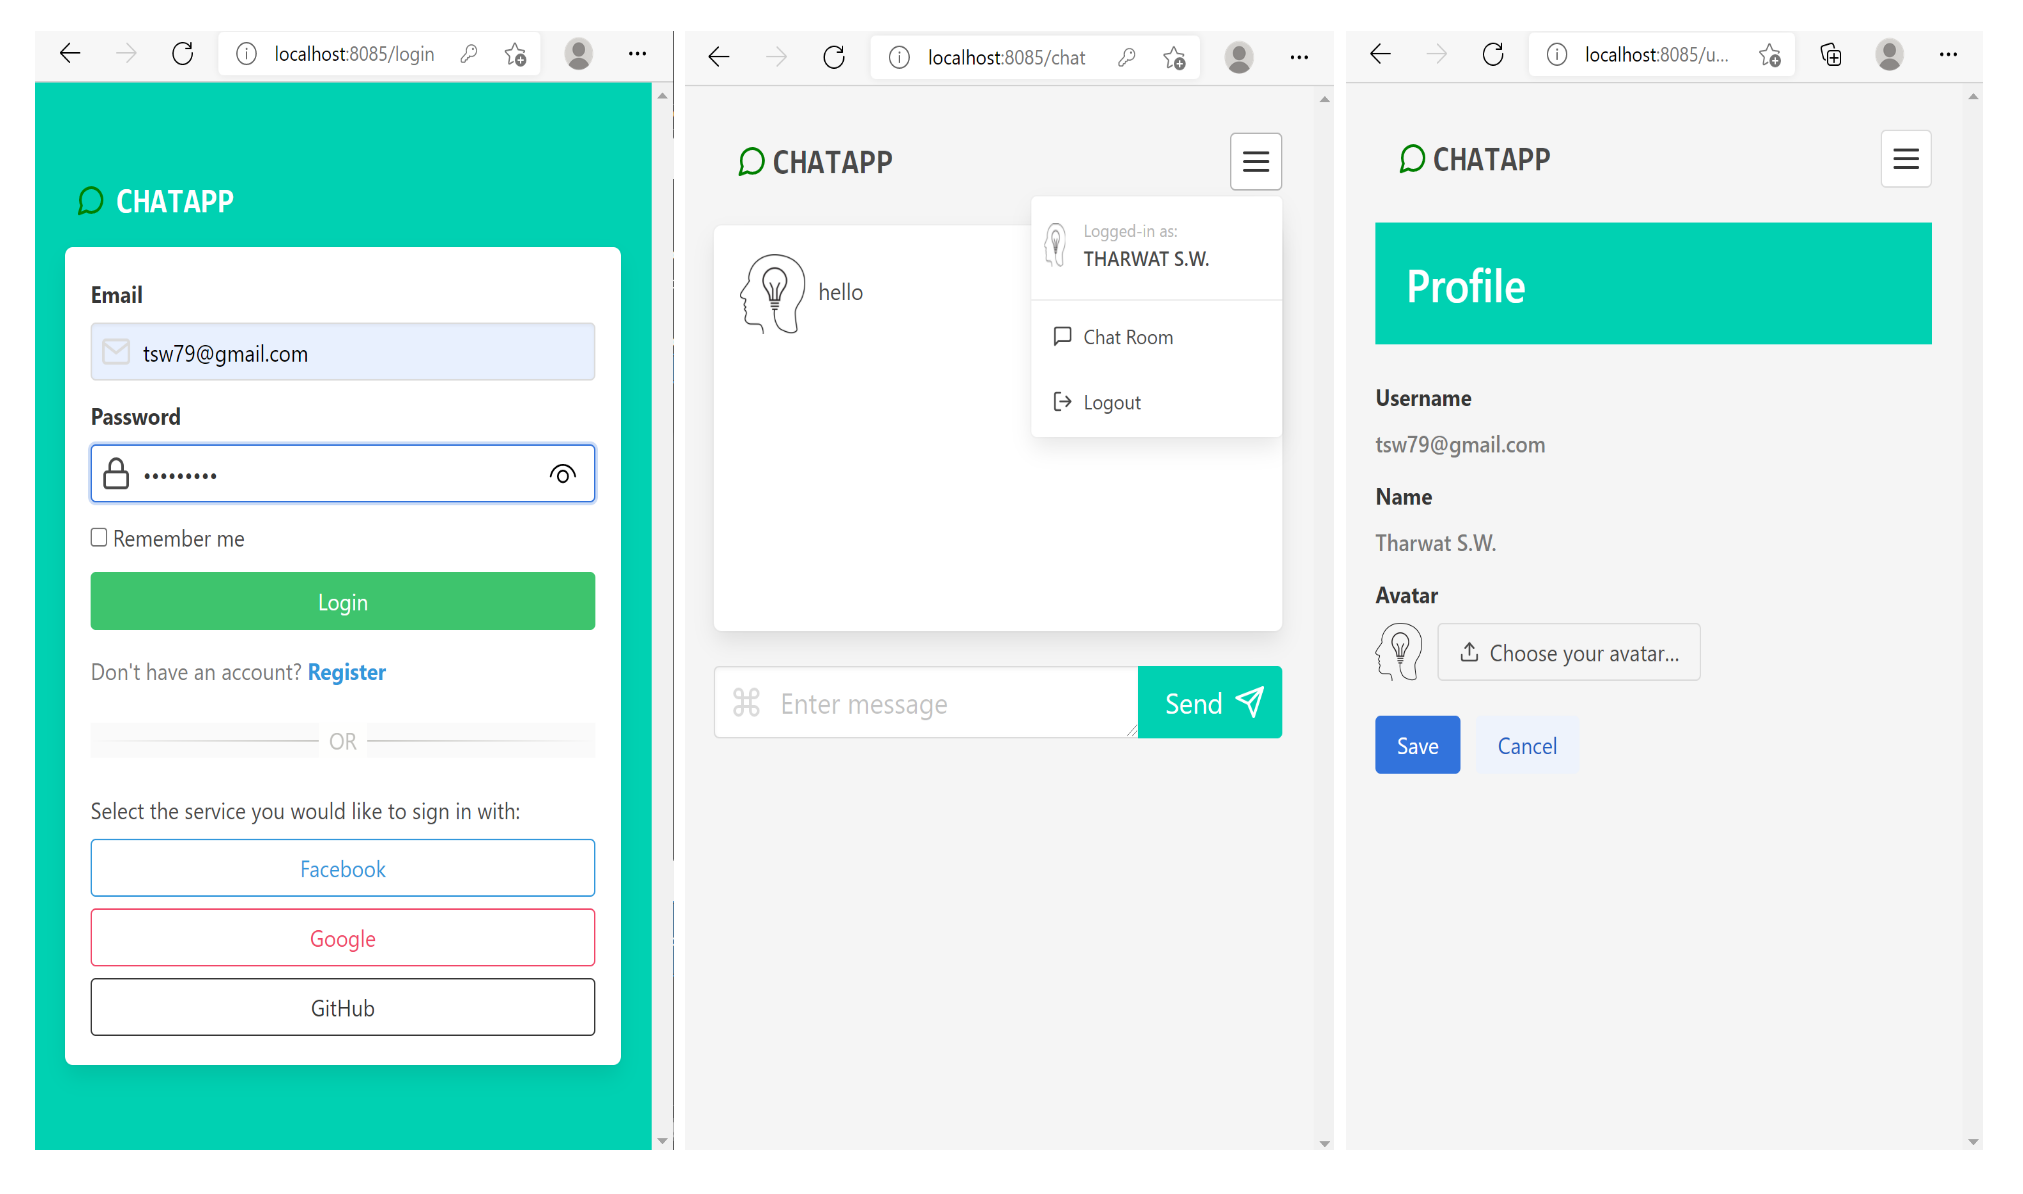 localhost:8085/login
CHATAPP
Email
tsw79@gmail.com
Password
•••••••••
Remember me
Login
Don't have an account? Register
OR
Select the service you would like to sign in with:
Facebook
Google
GitHub
localhost:8085/chat
CHATAPP
Logged-in as:
THARWAT S.W.
Chat Room
Logout
hello
Enter message
Send
localhost:8085/u...
CHATAPP
Profile
Username
tsw79@gmail.com
Name
Tharwat S.W.
Avatar
Choose your avatar...
Save
Cancel